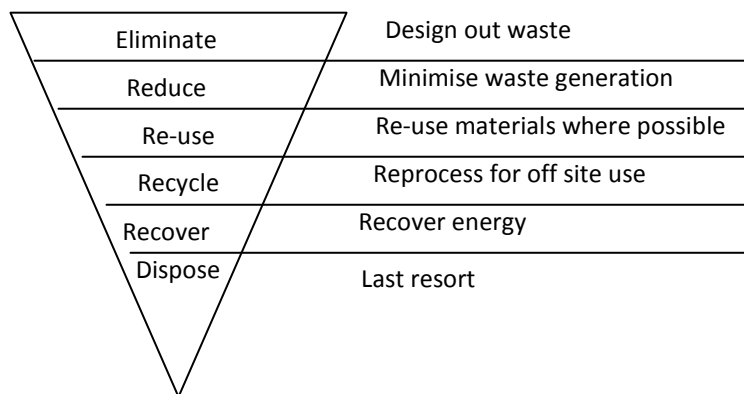 Eliminate
Design out waste
Reduce
Minimise waste generation
Re-use
Re-use materials where possible
Recycle
Reprocess for off site use
Recover
Recover energy
Dispose
Last resort